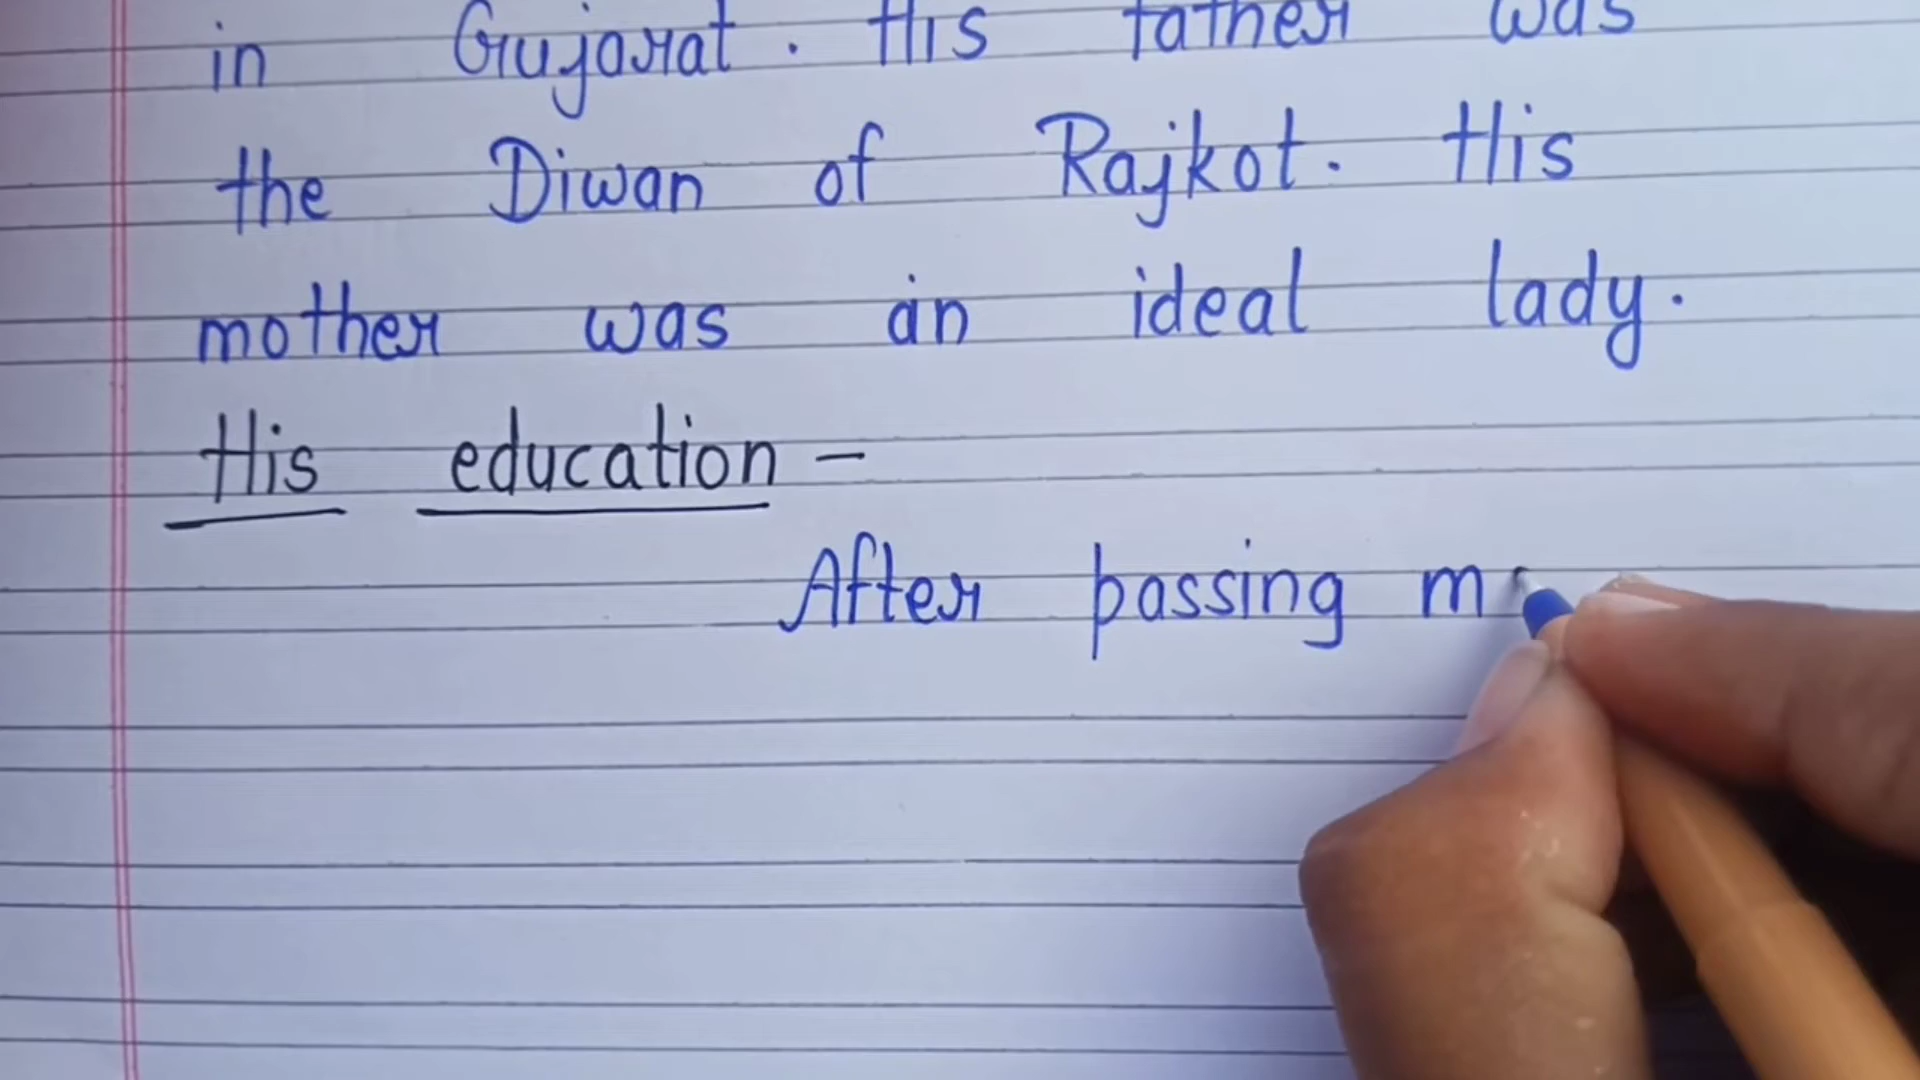 in Gujarat. His father was
the Diwan of Rajkot. His
mother was an ideal lady.
His education -
After passing m